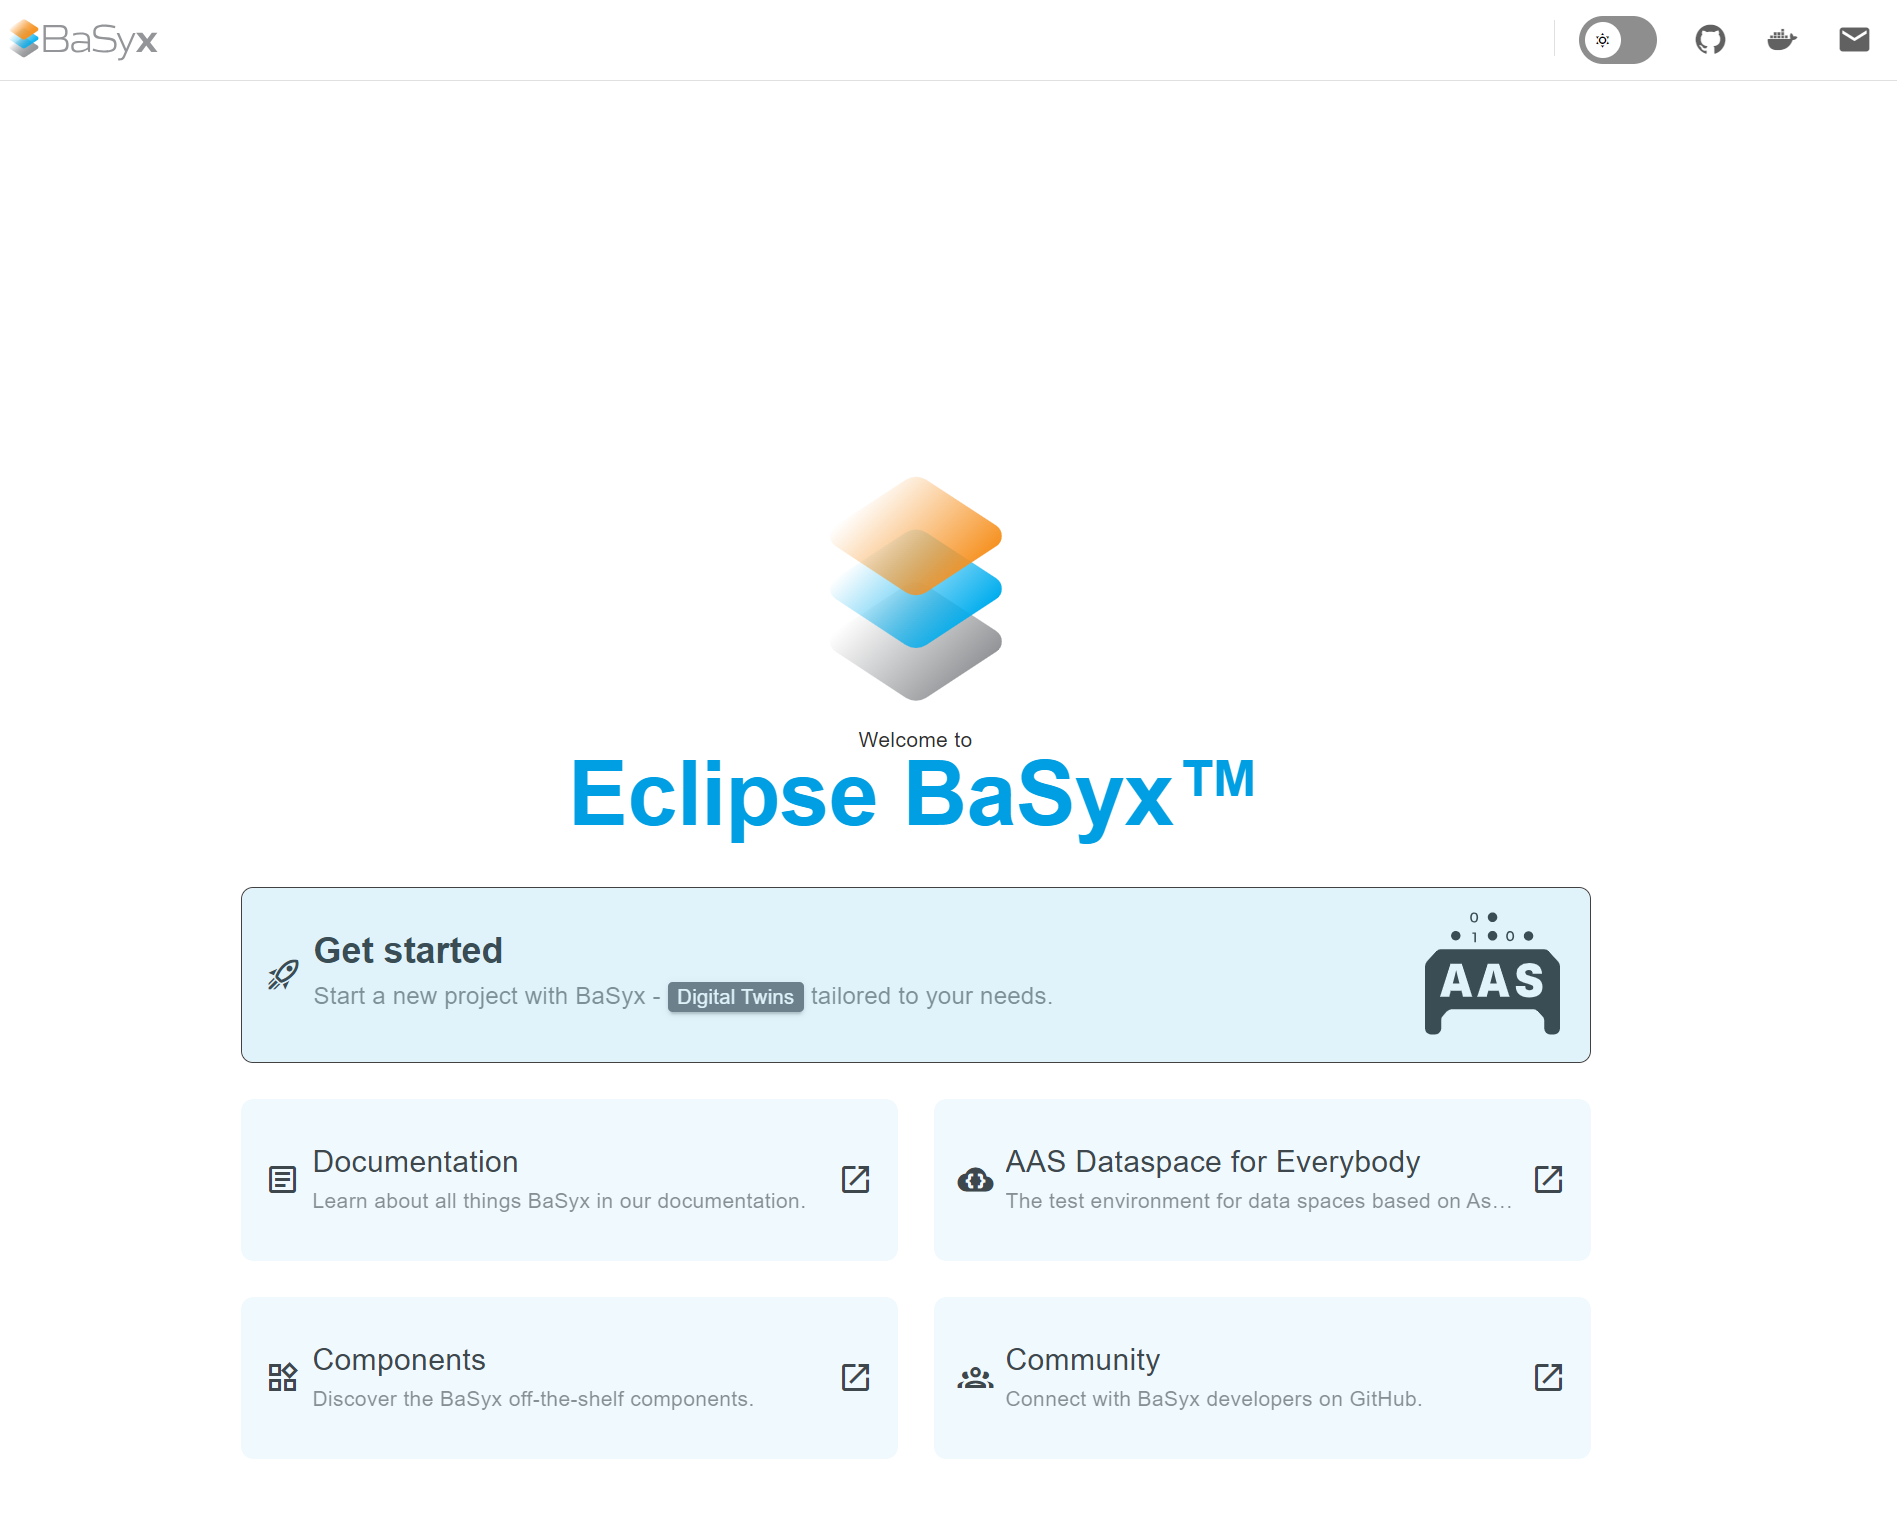 BaSyx
Welcome to
Eclipse BaSyx™
Get started
Start a new project with BaSyx - Digital Twins tailored to your needs.
0
1 0
AAS
Documentation
Learn about all things BaSyx in our documentation.
AAS Dataspace for Everybody
The test environment for data spaces based on As...
Components
Discover the BaSyx off-the-shelf components.
Community
Connect with BaSyx developers on GitHub.